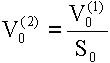 V₀⁽²⁾ = V₀⁽¹⁾ / S₀